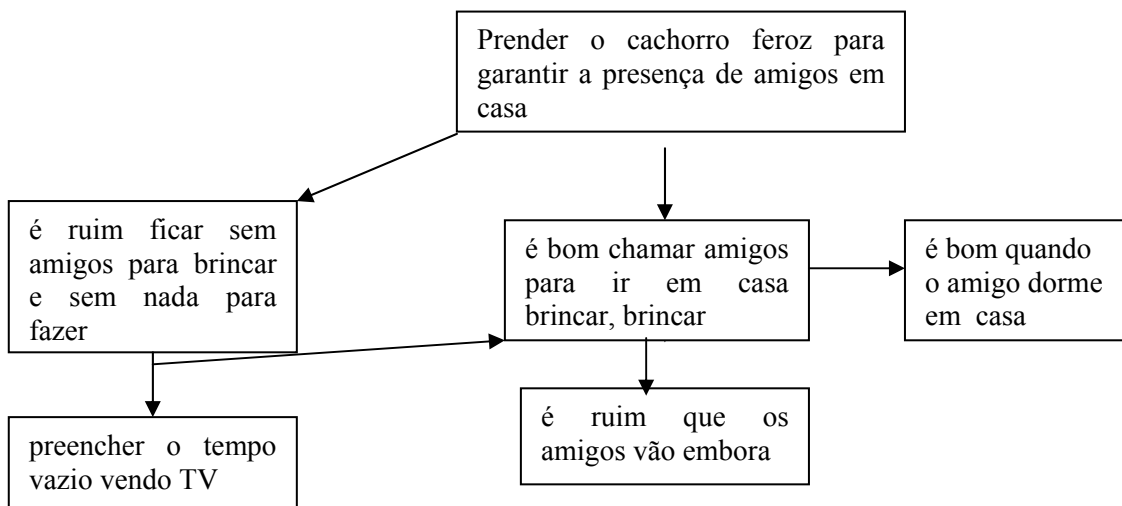 Prender o cachorro feroz para
garantir a presença de amigos em
casa
é ruim ficar sem
amigos para brincar
e sem nada para
fazer
é bom chamar amigos
para ir em casa
brincar, brincar
é bom quando
o amigo dorme
em casa
preencher o tempo
vazio vendo TV
é ruim que os
amigos vão embora